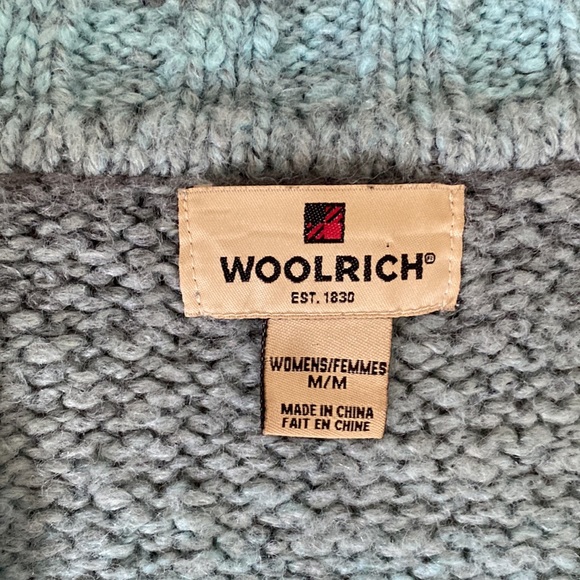 WOOLRICH®
EST. 1830
WOMENS/FEMMES
M/M
MADE IN CHINA
FAIT EN CHINE